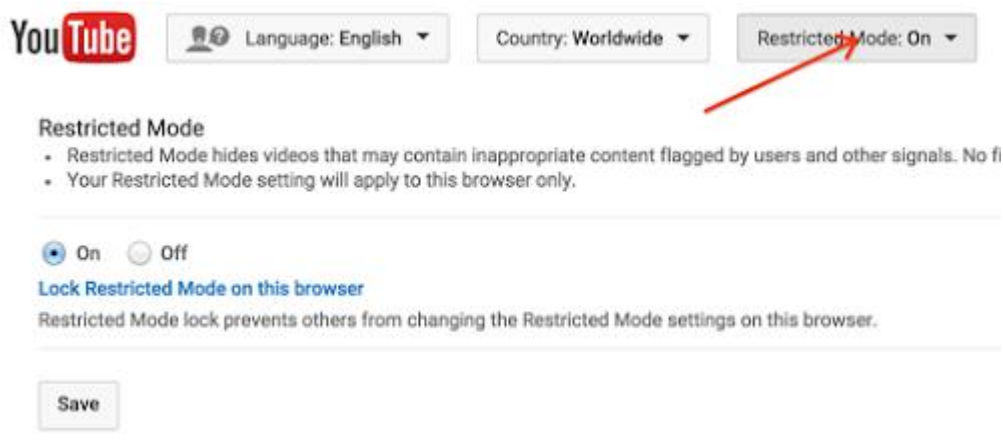 YouTube Language: English Country: Worldwide Restricted Mode: On
Restricted Mode
• Restricted Mode hides videos that may contain inappropriate content flagged by users and other signals. No
• Your Restricted Mode setting will apply to this browser only.
On Off
Lock Restricted Mode on this browser
Restricted Mode lock prevents others from changing the Restricted Mode settings on this browser.
Save